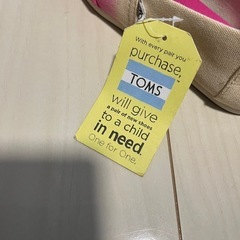 With every pair you
purchase,
TOMS
will give
a pair of new shoes
to a child
in need.
One for One.